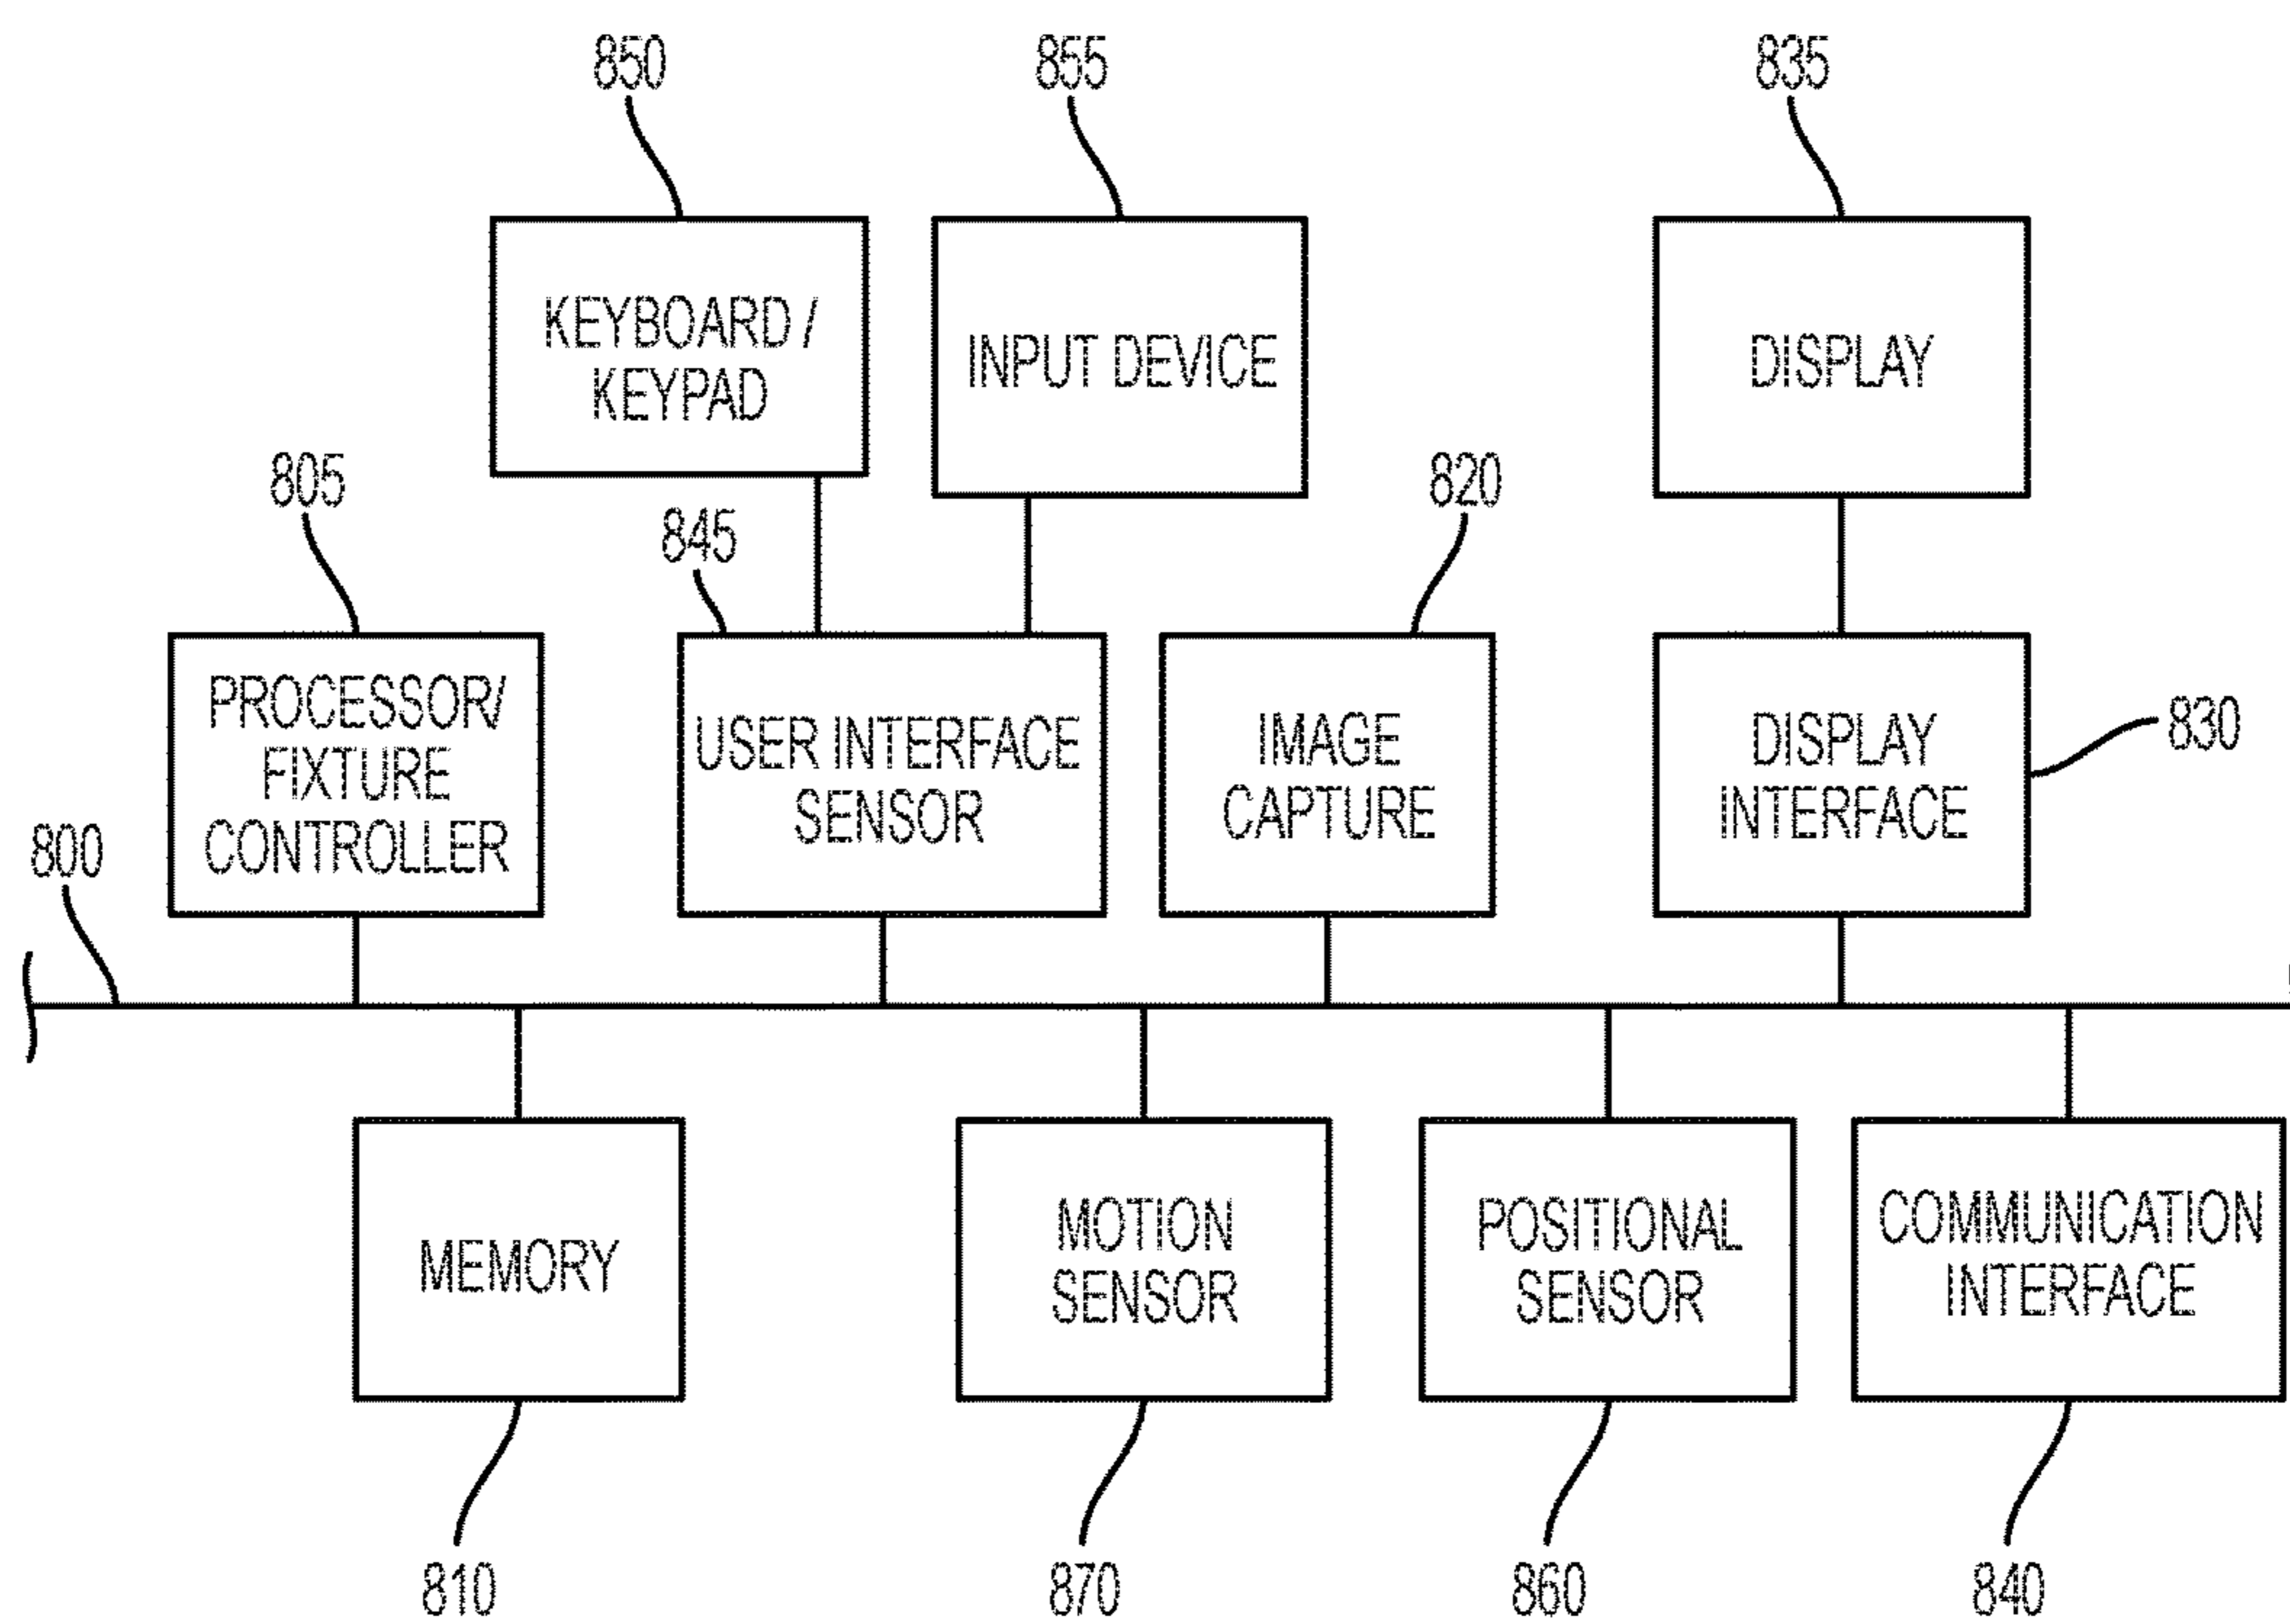 850
855
835
KEYBOARD /
KEYPAD
INPUT DEVICE
DISPLAY
805
845
820
PROCESSOR/
FIXTURE
CONTROLLER
USER INTERFACE
SENSOR
IMAGE
CAPTURE
DISPLAY
INTERFACE
830
800
MEMORY
MOTION
SENSOR
POSITIONAL
SENSOR
COMMUNICATION
INTERFACE
810
870
860
840